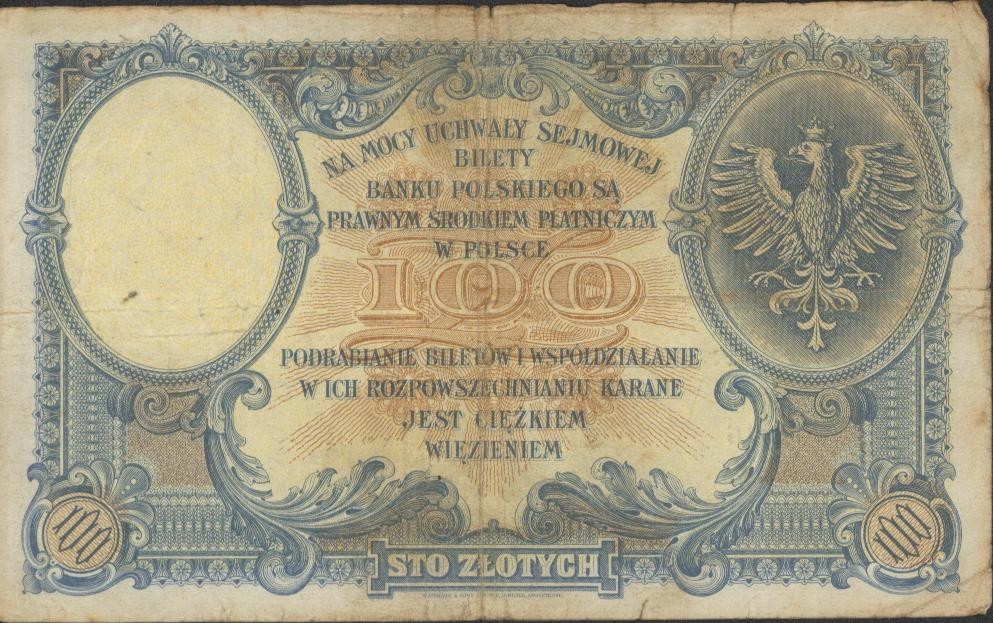 NA MOCY UCHWAŁY SEJMOWEJ
BILETY
BANKU POLSKIEGO SĄ
PRAWNYM ŚRODKIEM PŁATNICZYM
W POLSCE
100
PODRABIANIE BILETÓW I WSPÓŁDZIAŁANIE
W ICH ROZPOWSZECHNIANIU KARANE
JEST CIĘŻKIEM
WIĘZIENIEM
100
100
STO ZŁOTYCH